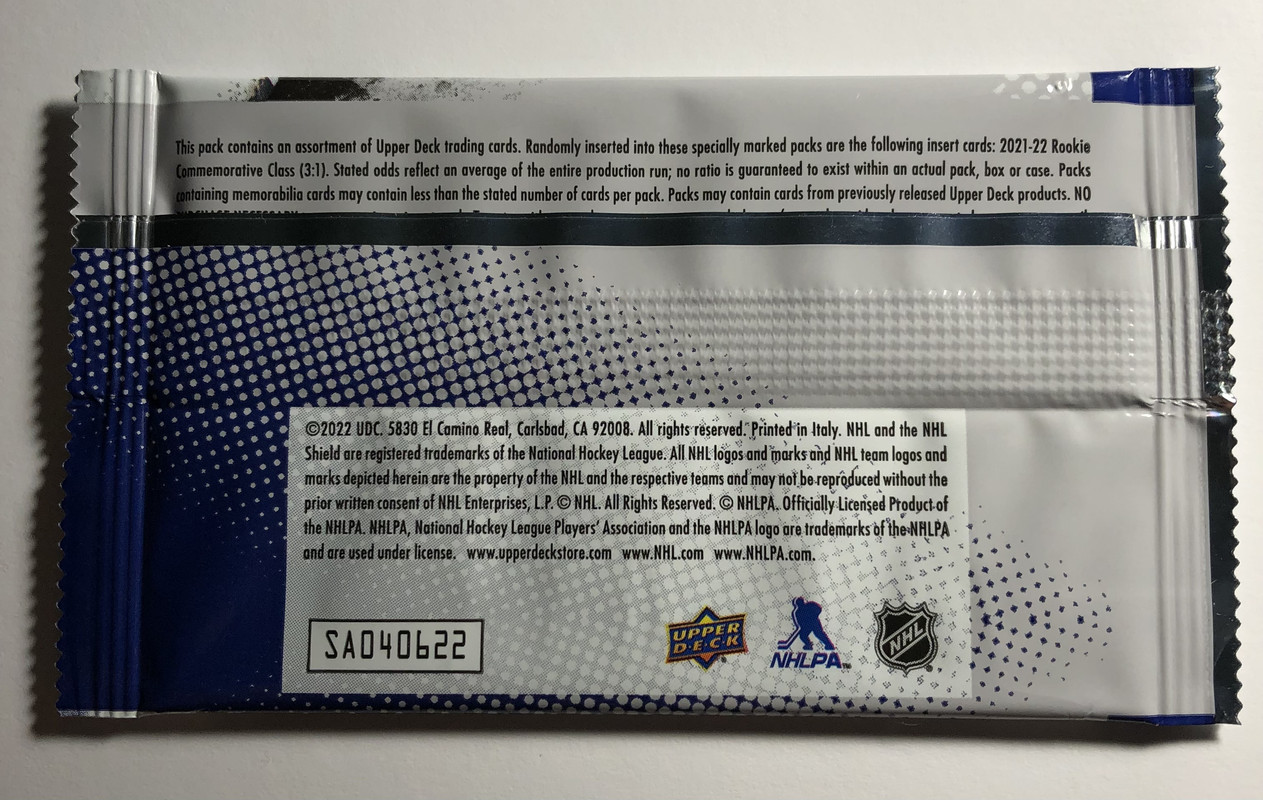 This pack contains an assortment of Upper Deck trading cards. Randomly inserted into these specially marked packs are the following insert cards: 2021-22 Rookie
Commemorative Class (3:1). Stated odds reflect an average of the entire production run; no ratio is guaranteed to exist within an actual pack, box or case. Packs
containing memorabilia cards may contain less than the stated number of cards per pack. Packs may contain cards from previously released Upper Deck products. NO
©2022 UDC. 5830 El Camino Real, Carlsbad, CA 92008. All rights reserved. Printed in Italy. NHL and the NHL
Shield are registered trademarks of the National Hockey League. All NHL logos and marks and NHL team logos and
marks depicted herein are the property of the NHL and the respective teams and may not be reproduced without the
prior written consent of NHL Enterprises, L.P. © NHL. All Rights Reserved. © NHLPA. Officially Licensed Product of
the NHLPA. NHLPA, National Hockey League Players' Association and the NHLPA logo are trademarks of the NHLPA
and are used under license. www.upperdeckstore.com www.NHL.com www.NHLPA.com.
SA040622
UPPER
D·E·C·K
NHLPA
NHL